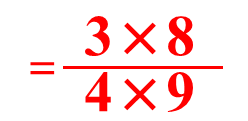 3 × 8
=
4 × 9